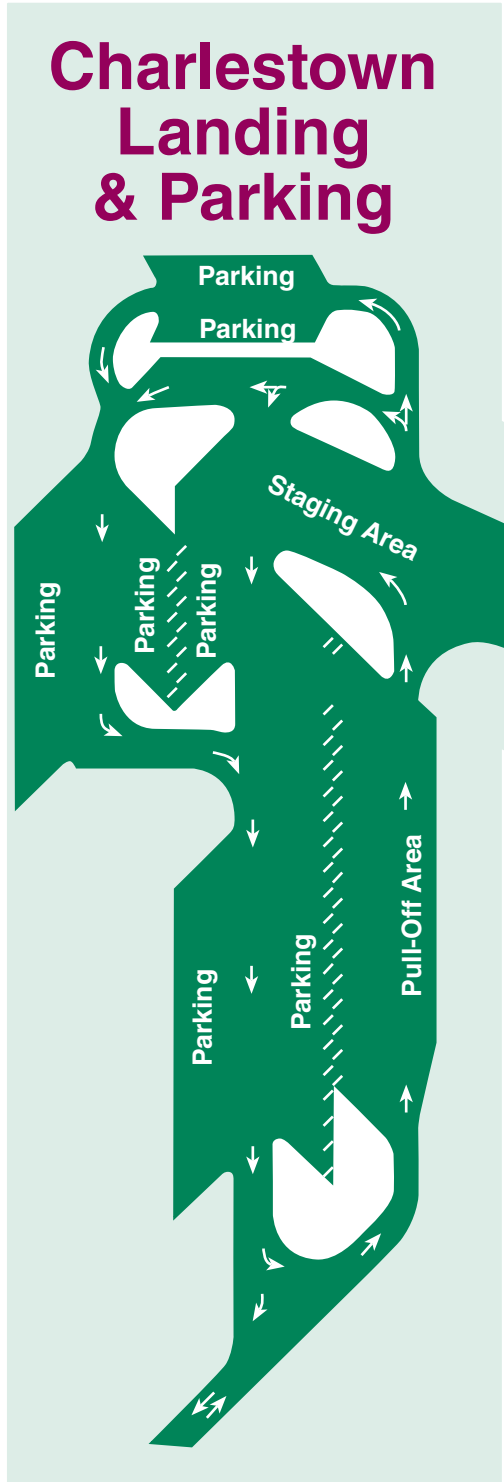 Charlestown
Landing
& Parking
Parking
Parking
Staging Area
Parking
Parking
Parking
Pull-Off Area
Parking
Parking